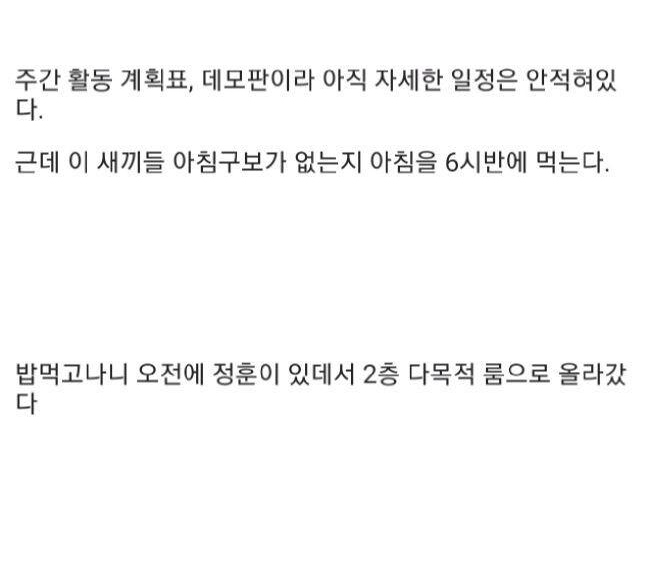 주간 활동 계획표, 데모판이라 아직 자세한 일정은 안적혀있
다.
근데 이 새끼들 아침구보가 없는지 아침을 6시반에 먹는다.
밥먹고나니 오전에 정훈이 있데서 2층 다목적 룸으로 올라갔
다